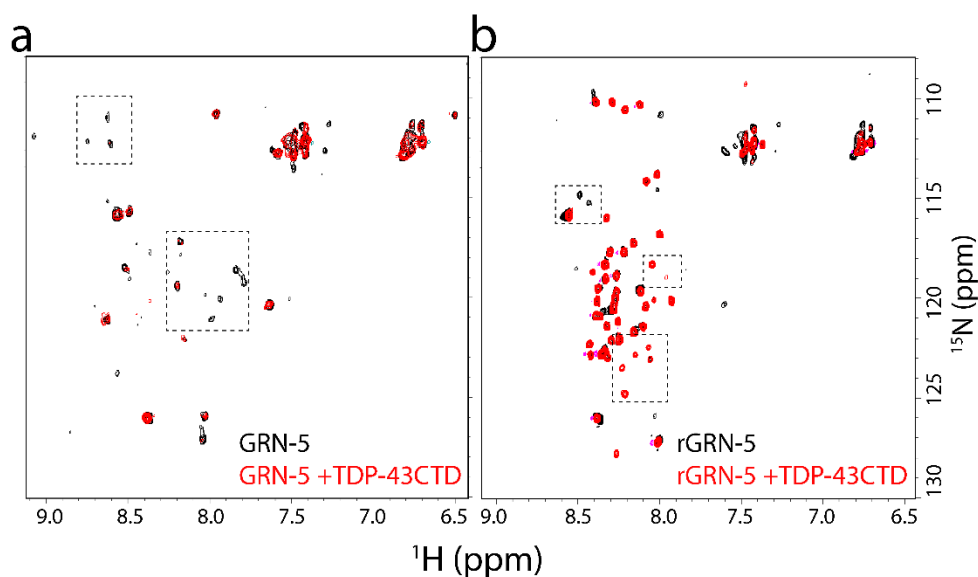 a
b
110
115
120
125
130
¹⁵N (ppm)
GRN-5
GRN-5 +TDP-43CTD
rGRN-5
rGRN-5 +TDP-43CTD
9.0 8.5 8.0 7.5 7.0 6.5
9.0 8.5 8.0 7.5 7.0 6.5
¹H (ppm)